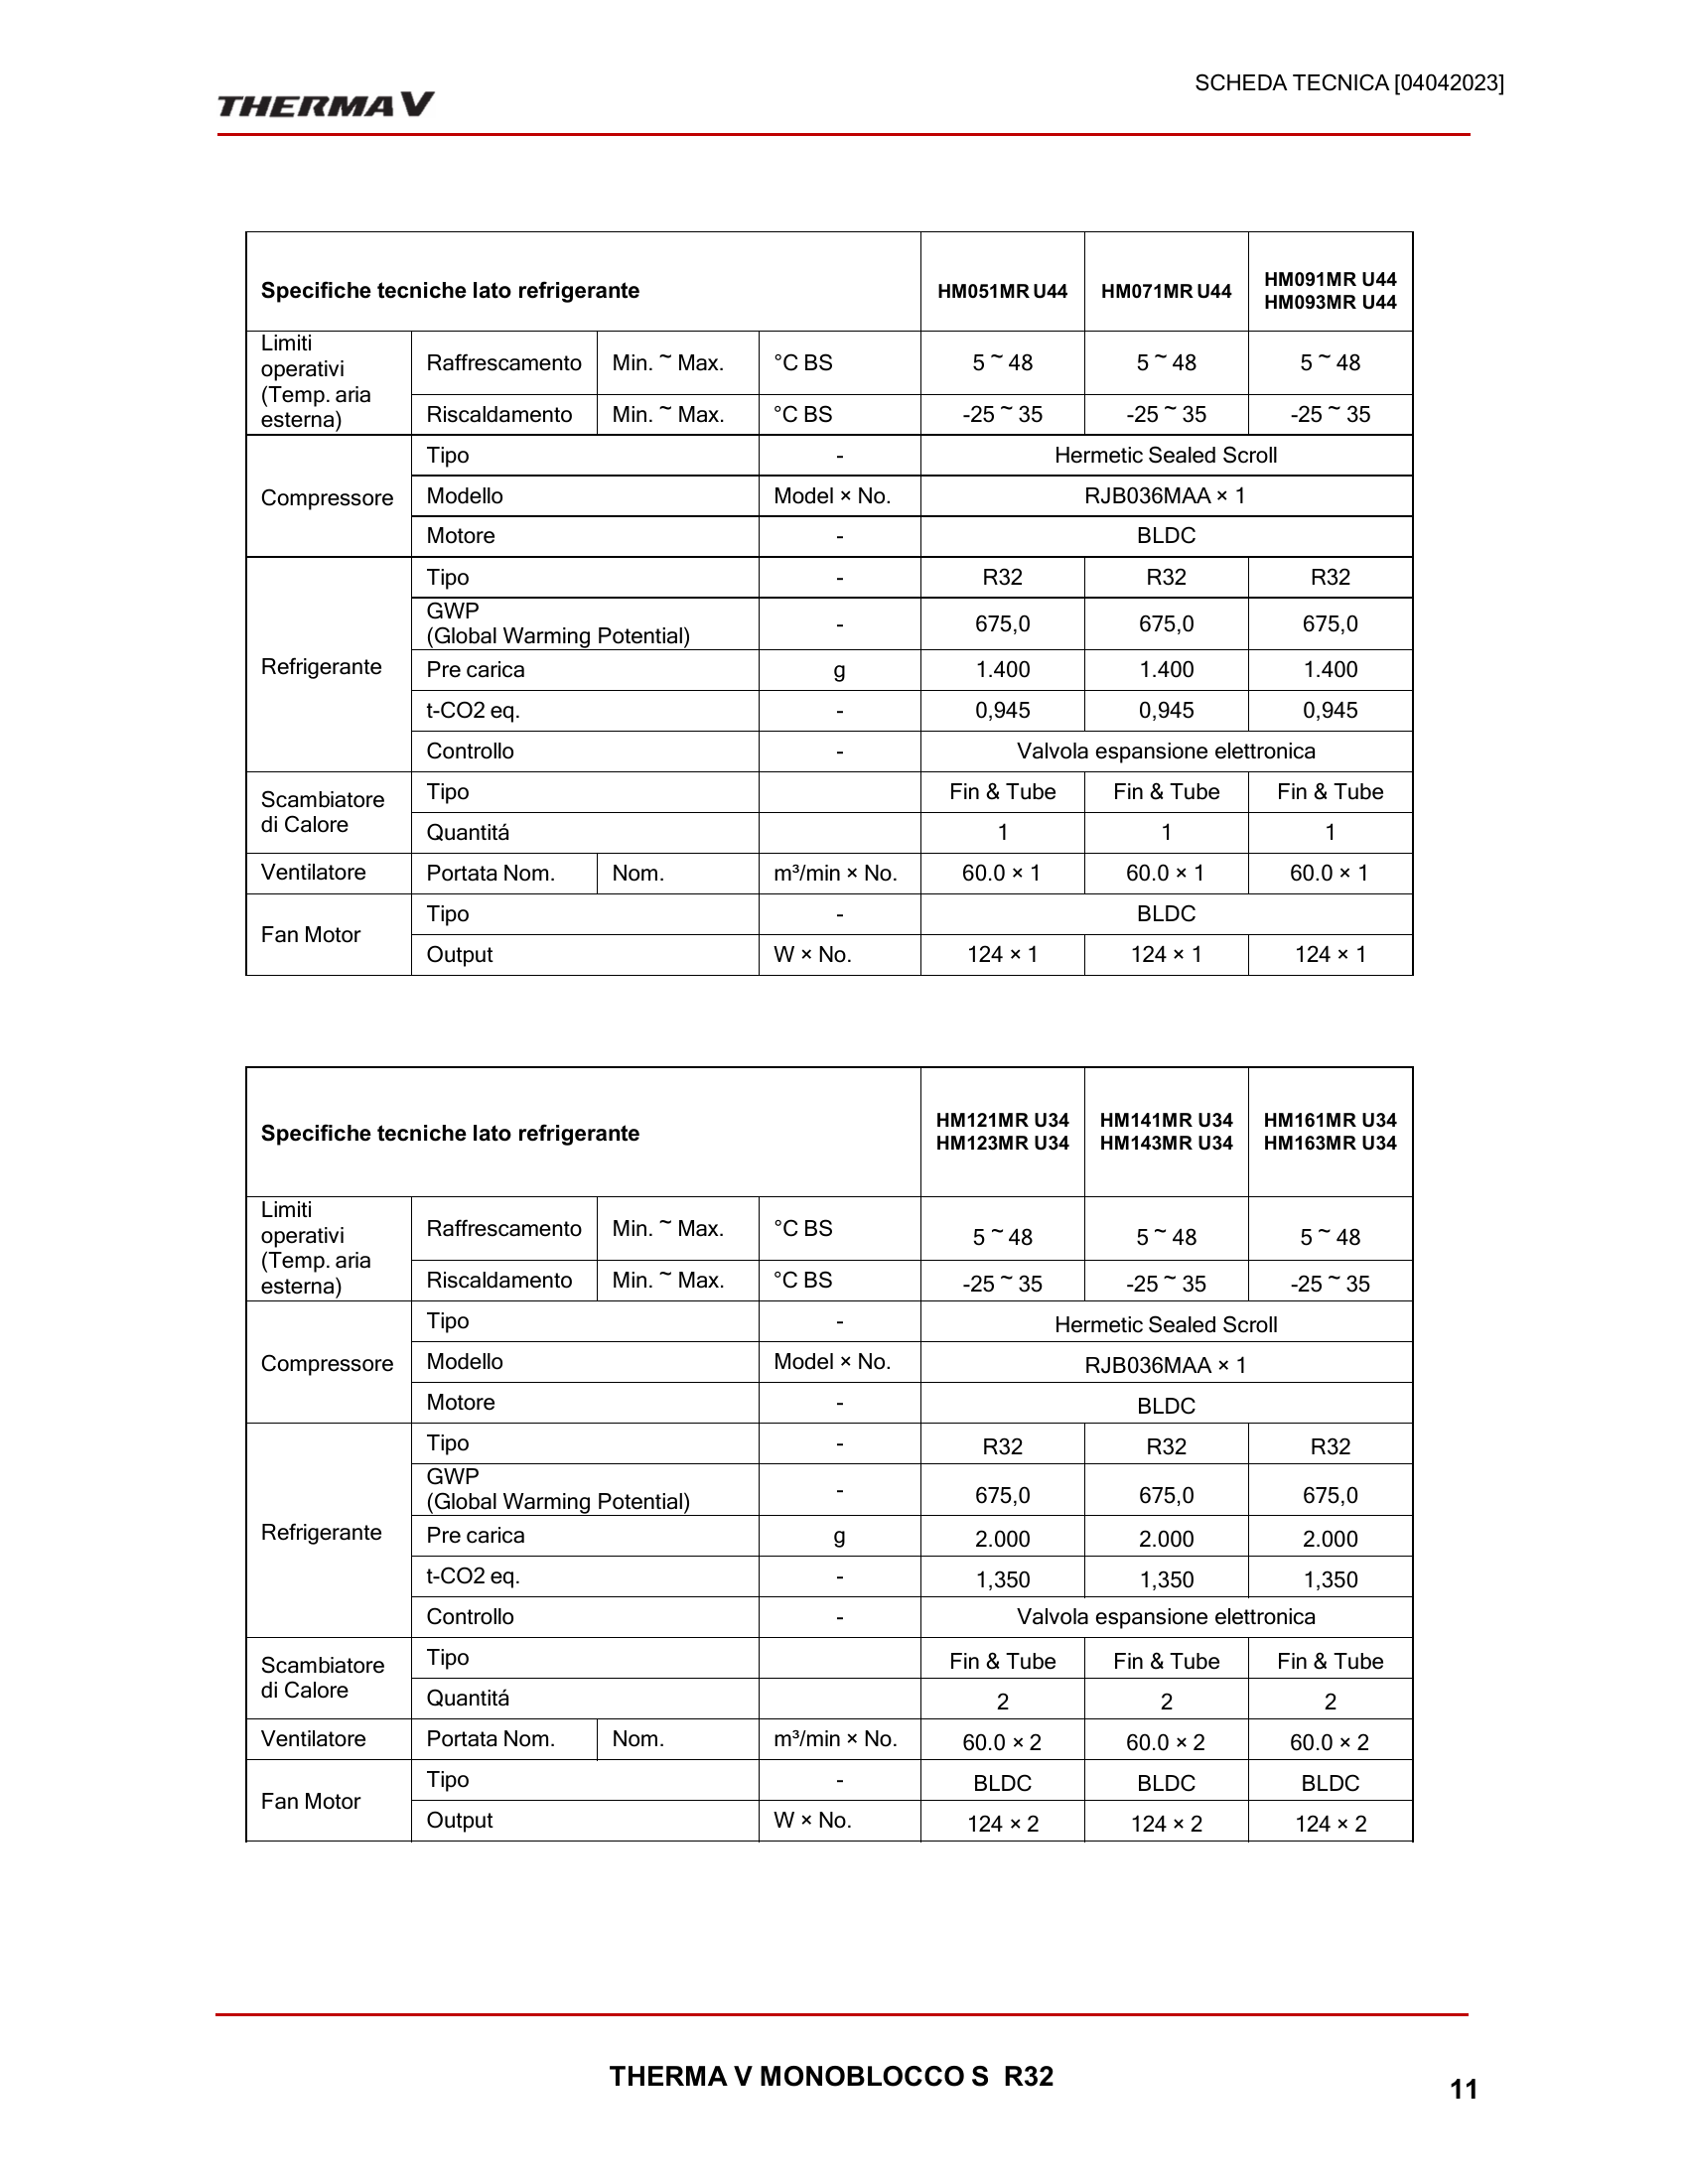 SCHEDA TECNICA [04042023]
THERMA V
Specifiche tecniche lato refrigerante HM051MR U44 HM071MR U44 HM091MR U44 HM093MR U44
Limiti operativi (Temp. aria esterna) Raffrescamento Min. ~ Max. °C BS 5 ~ 48 5 ~ 48 5 ~ 48
Riscaldamento Min. ~ Max. °C BS -25 ~ 35 -25 ~ 35 -25 ~ 35
Compressore Tipo - Hermetic Sealed Scroll
Modello Model × No. RJB036MAA × 1
Motore - BLDC
Refrigerante Tipo - R32 R32 R32
GWP (Global Warming Potential) - 675,0 675,0 675,0
Pre carica g 1.400 1.400 1.400
t-CO2 eq. - 0,945 0,945 0,945
Controllo - Valvola espansione elettronica
Scambiatore di Calore Tipo Fin & Tube Fin & Tube Fin & Tube
Quantitá 1 1 1
Ventilatore Portata Nom. Nom. m³/min × No. 60.0 × 1 60.0 × 1 60.0 × 1
Fan Motor Tipo - BLDC
Output W × No. 124 × 1 124 × 1 124 × 1
Specifiche tecniche lato refrigerante HM121MR U34 HM123MR U34 HM141MR U34 HM143MR U34 HM161MR U34 HM163MR U34
Limiti operativi (Temp. aria esterna) Raffrescamento Min. ~ Max. °C BS 5 ~ 48 5 ~ 48 5 ~ 48
Riscaldamento Min. ~ Max. °C BS -25 ~ 35 -25 ~ 35 -25 ~ 35
Compressore Tipo - Hermetic Sealed Scroll
Modello Model × No. RJB036MAA × 1
Motore - BLDC
Refrigerante Tipo - R32 R32 R32
GWP (Global Warming Potential) - 675,0 675,0 675,0
Pre carica g 2.000 2.000 2.000
t-CO2 eq. - 1,350 1,350 1,350
Controllo - Valvola espansione elettronica
Scambiatore di Calore Tipo Fin & Tube Fin & Tube Fin & Tube
Quantitá 2 2 2
Ventilatore Portata Nom. Nom. m³/min × No. 60.0 × 2 60.0 × 2 60.0 × 2
Fan Motor Tipo - BLDC BLDC BLDC
Output W × No. 124 × 2 124 × 2 124 × 2
THERMA V MONOBLOCCO S R32
11